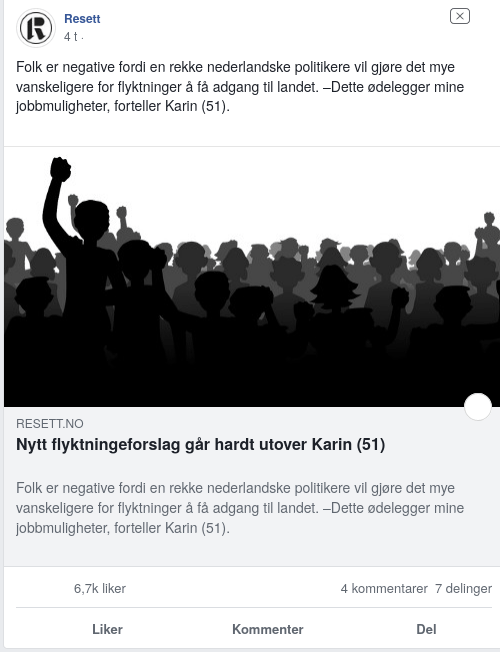 Resett
4 t ·
Folk er negative fordi en rekke nederlandske politikere vil gjøre det mye
vanskeligere for flyktninger å få adgang til landet. –Dette ødelegger mine
jobbmuligheter, forteller Karin (51).
RESETT.NO
Nytt flyktningeforslag går hardt utover Karin (51)
Folk er negative fordi en rekke nederlandske politikere vil gjøre det mye
vanskeligere for flyktninger å få adgang til landet. –Dette ødelegger mine
jobbmuligheter, forteller Karin (51).
6,7k liker 4 kommentarer 7 delinger
Liker Kommenter Del